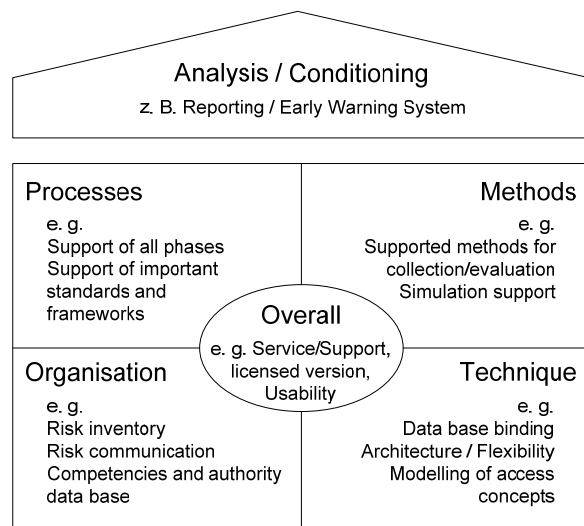 Analysis / Conditioning
z. B. Reporting / Early Warning System
Processes
e. g.
Support of all phases
Support of important
standards and
frameworks
Methods
e. g.
Supported methods for
collection/evaluation
Simulation support
Overall
e. g. Service/Support,
licensed version,
Usability
Organisation
e. g.
Risk inventory
Risk communication
Competencies and authority
data base
Technique
e. g.
Data base binding
Architecture / Flexibility
Modelling of access
concepts